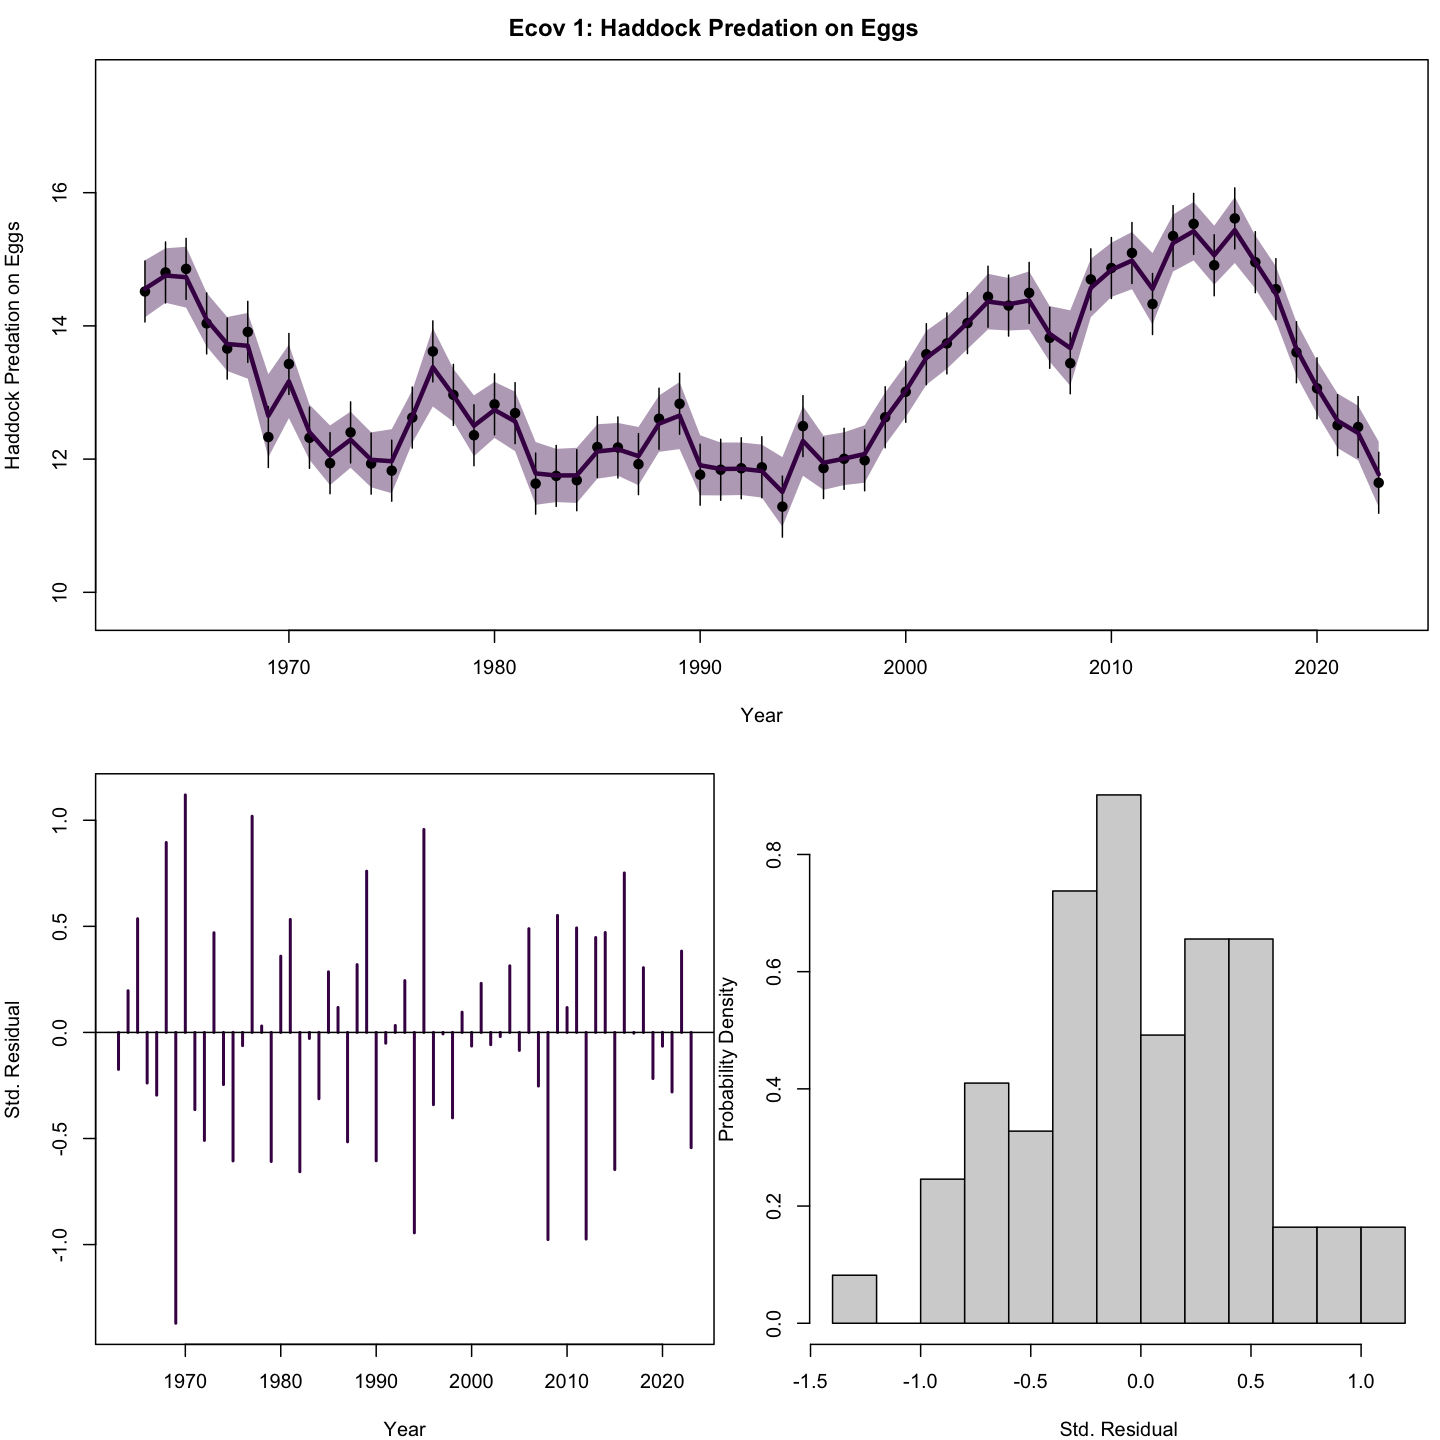 Ecov 1: Haddock Predation on Eggs
Haddock Predation on Eggs
16
14
12
10
1970 1980 1990 2000 2010 2020
Year
Std. Residual
1.0
0.5
0.0
-0.5
-1.0
1970 1980 1990 2000 2010 2020
Year
Probability Density
0.8
0.6
0.4
0.2
0.0
-1.5 -1.0 -0.5 0.0 0.5 1.0
Std. Residual